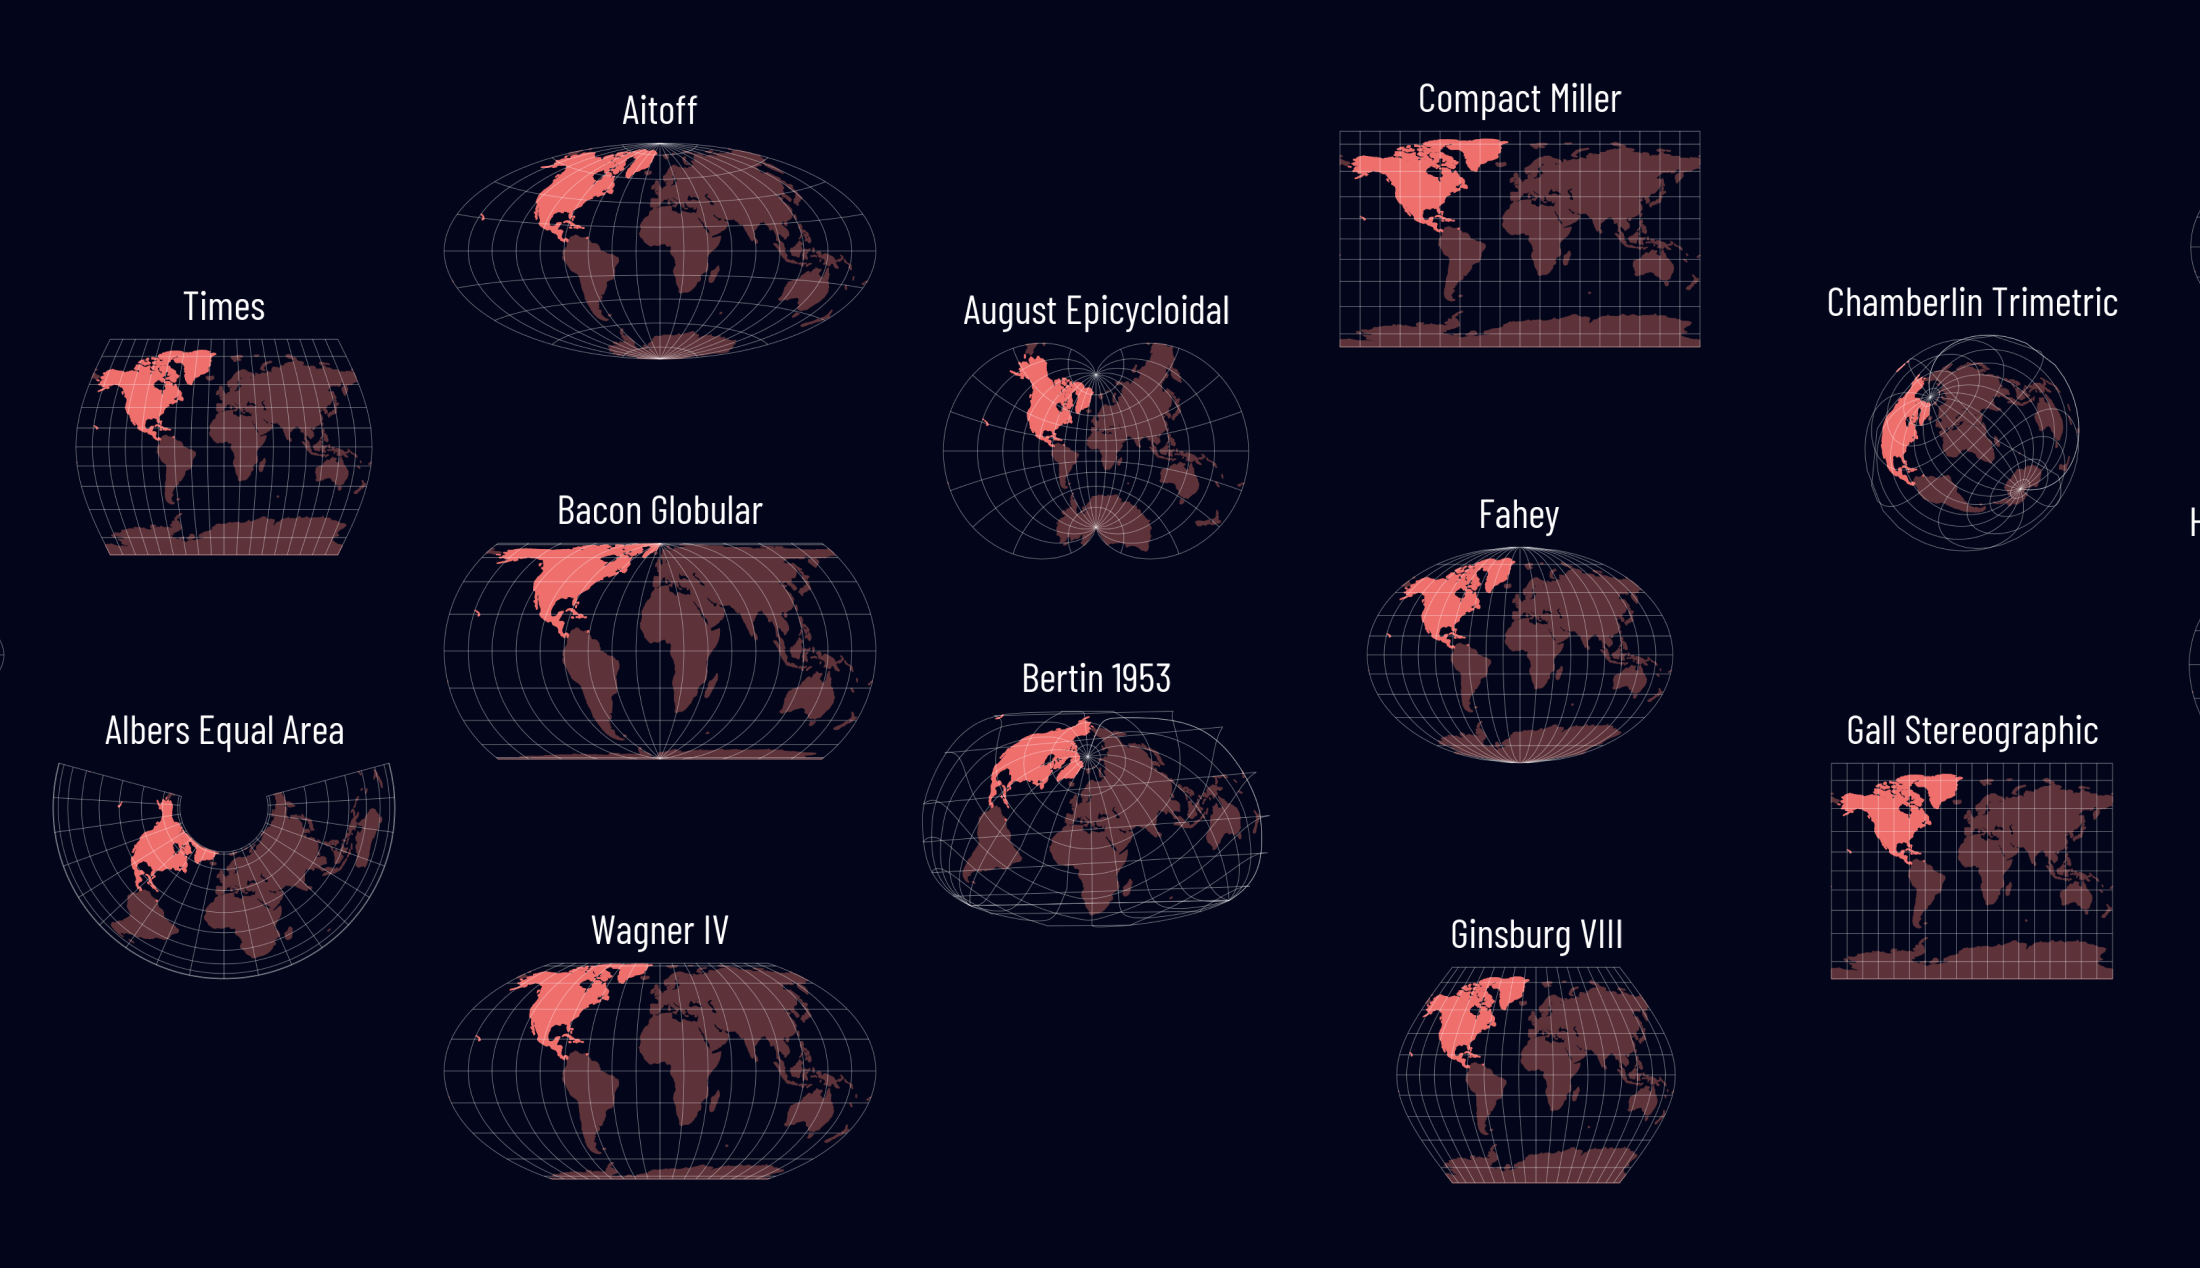 Times
Albers Equal Area
Aitoff
Bacon Globular
Wagner IV
August Epicycloidal
Bertin 1953
Compact Miller
Fahey
Ginsburg VIII
Chamberlin Trimetric
Gall Stereographic